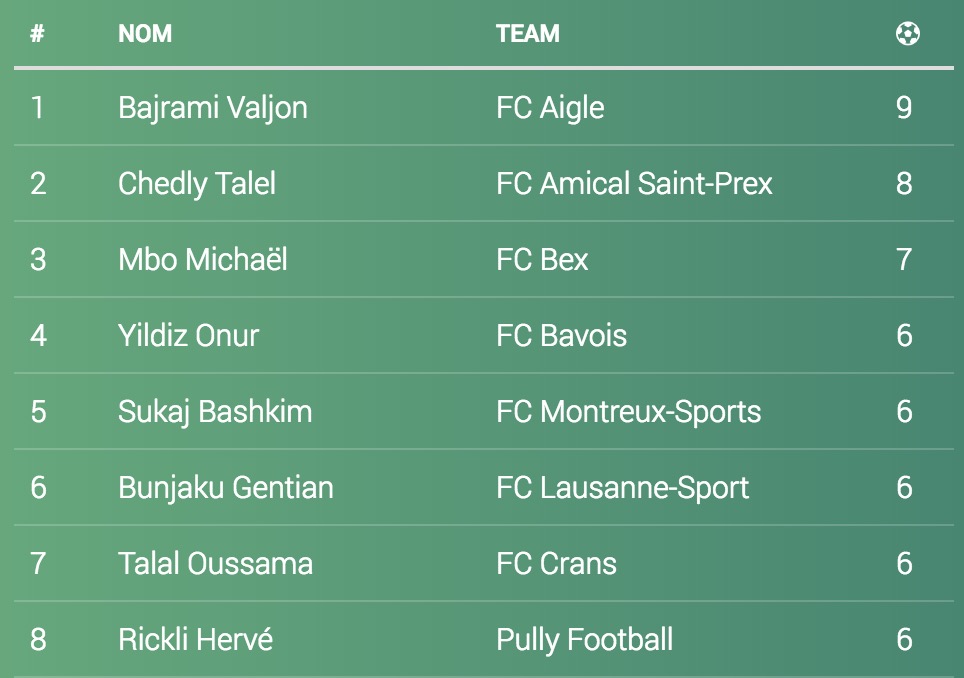 # NOM TEAM ⚽
1 Bajrami Valjon FC Aigle 9
2 Chedly Talel FC Amical Saint-Prex 8
3 Mbo Michaël FC Bex 7
4 Yildiz Onur FC Bavois 6
5 Sukaj Bashkim FC Montreux-Sports 6
6 Bunjaku Gentian FC Lausanne-Sport 6
7 Talal Oussama FC Crans 6
8 Rickli Hervé Pully Football 6